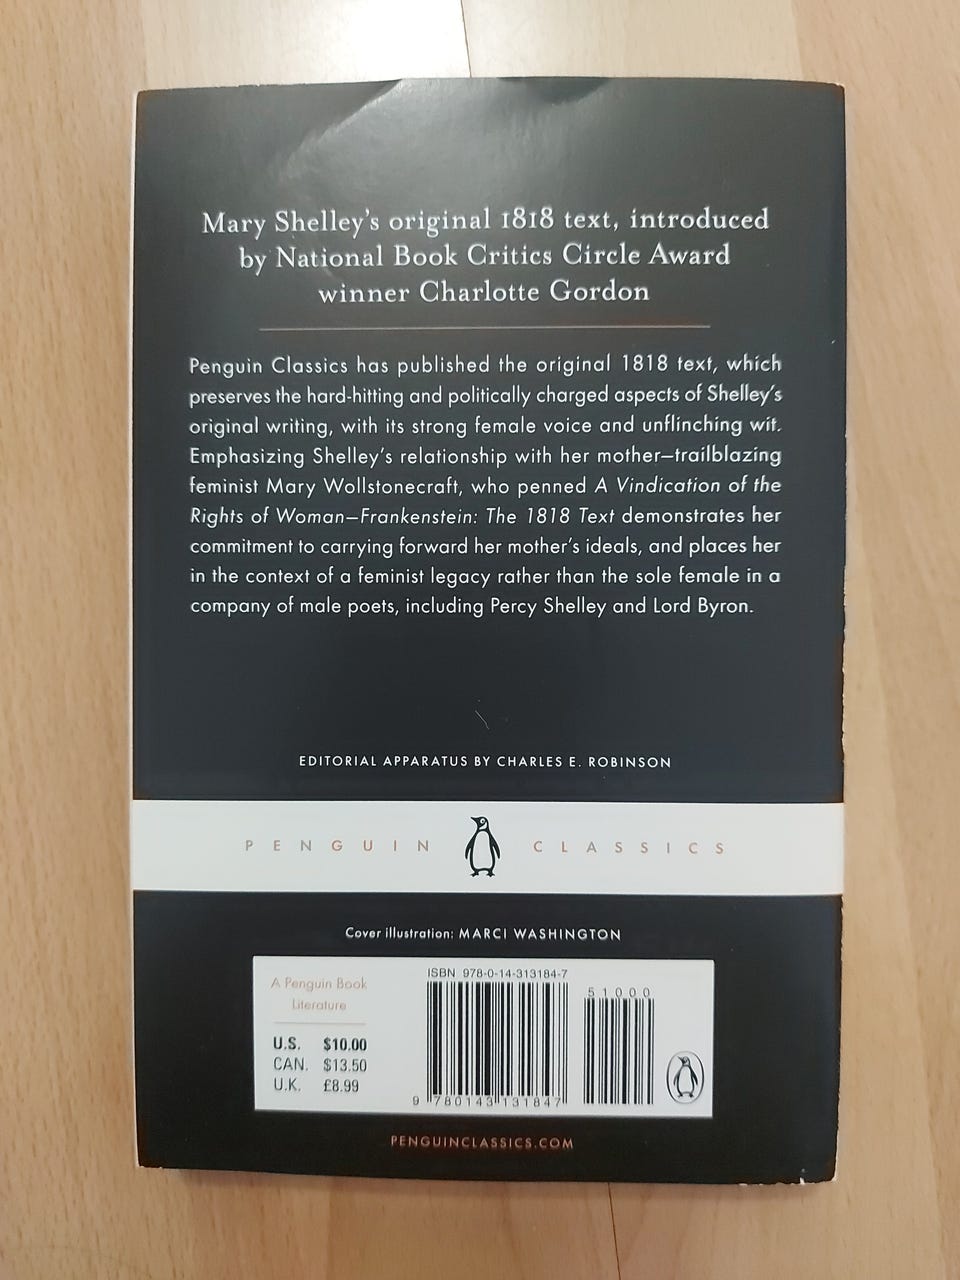 Mary Shelley's original 1818 text, introduced
by National Book Critics Circle Award
winner Charlotte Gordon
Penguin Classics has published the original 1818 text, which
preserves the hard-hitting and politically charged aspects of Shelley's
original writing, with its strong female voice and unflinching wit.
Emphasizing Shelley's relationship with her mother—trailblazing
feminist Mary Wollstonecraft, who penned A Vindication of the
Rights of Woman—Frankenstein: The 1818 Text demonstrates her
commitment to carrying forward her mother's ideals, and places her
in the context of a feminist legacy rather than the sole female in a
company of male poets, including Percy Shelley and Lord Byron.
EDITORIAL APPARATUS BY CHARLES E. ROBINSON
PENGUIN CLASSICS
Cover illustration: MARCI WASHINGTON
A Penguin Book
Literature
U.S. $10.00
CAN. $13.50
U.K. £8.99
ISBN 978-0-14-313184-7
51000
9 780143 131847
PENGUINCLASSICS.COM